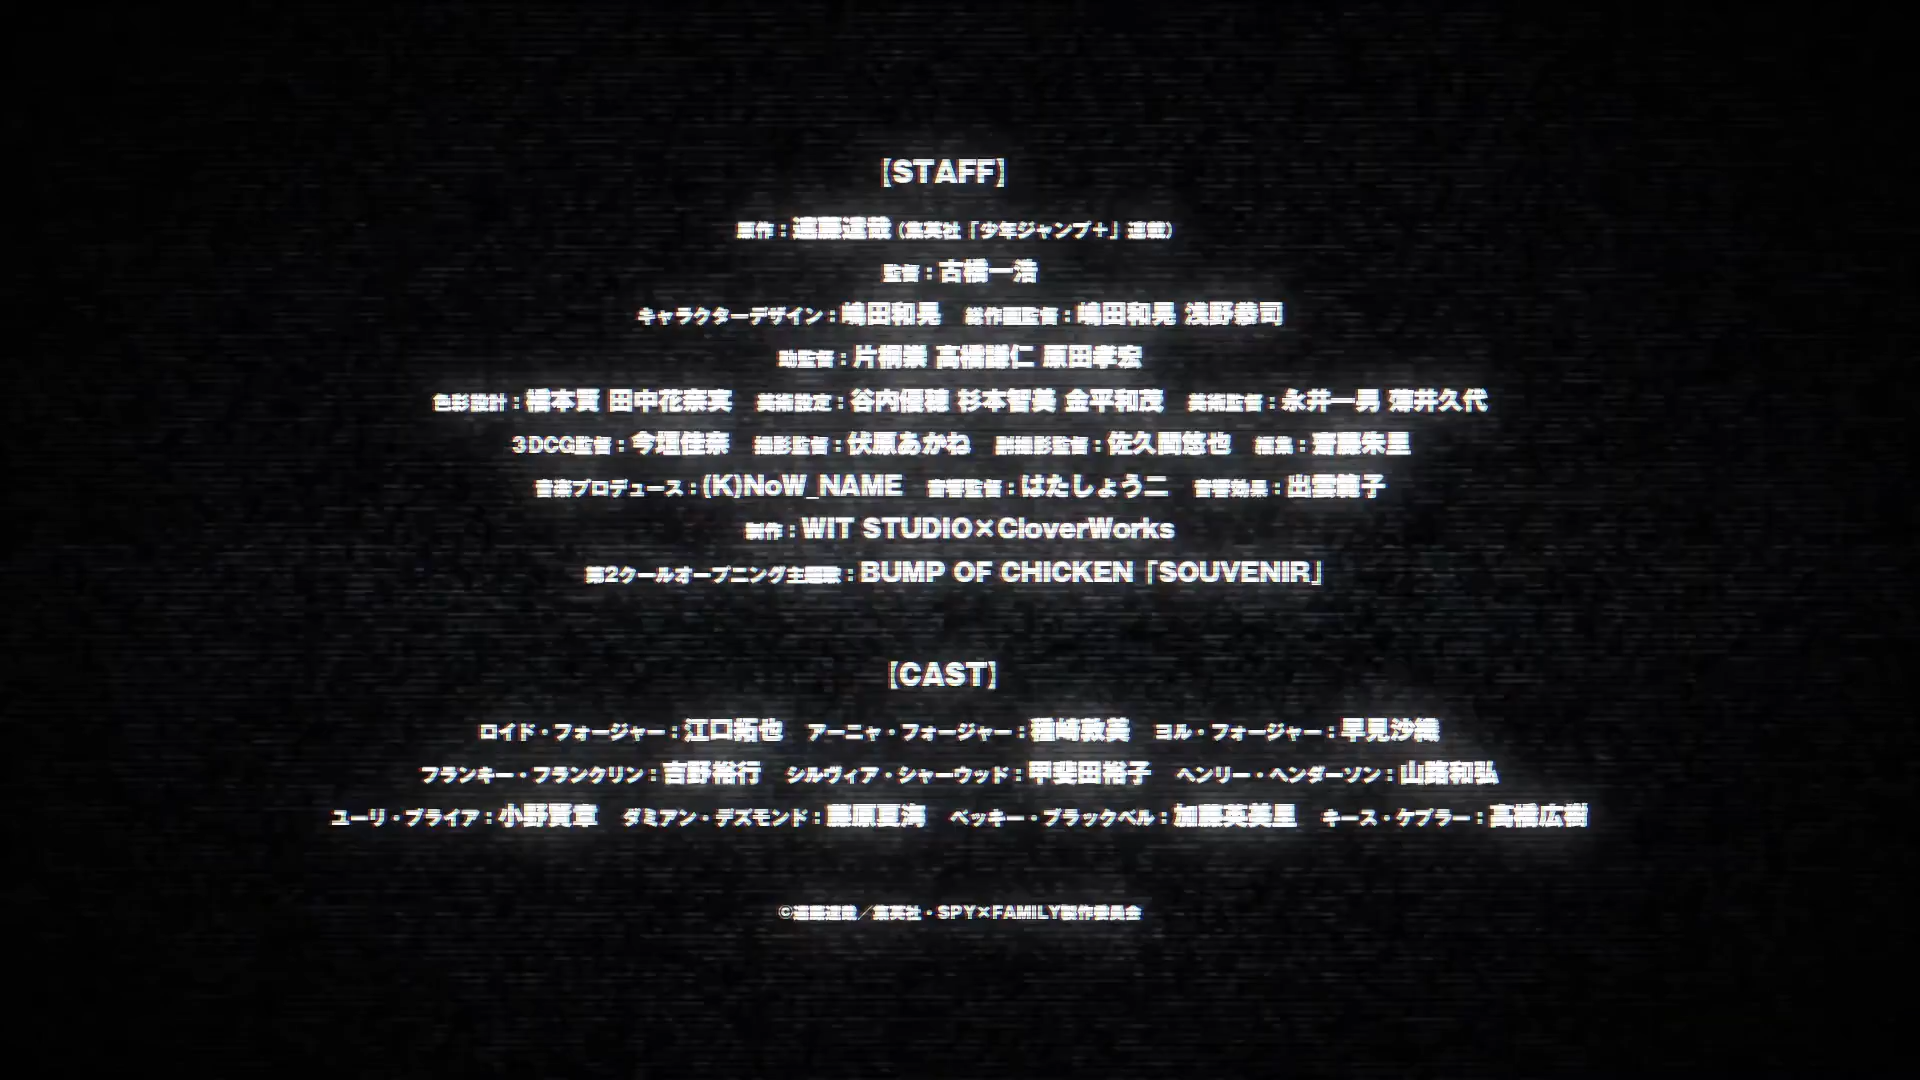 【STAFF】
原作：遠藤達哉（集英社「少年ジャンプ＋」連載）
監督：古橋一浩
キャラクターデザイン：嶋田和晃　総作画監督：嶋田和晃 浅野恭司
助監督：片桐崇 高橋謙仁 原田孝宏
色彩設計：橋本賢 田中花奈実　美術設定：谷内優穂 杉本智美 金平和茂　美術監督：永井一男 薄井久代
3DCG監督：今垣佳奈　撮影監督：伏原あかね　副撮影監督：佐久間悠也　編集：齋藤朱里
音楽プロデュース：(K)NoW_NAME　音響監督：はたしょう二　音響効果：出雲範子
制作：WIT STUDIO×CloverWorks
第2クールオープニング主題歌：BUMP OF CHICKEN「SOUVENIR」
【CAST】
ロイド・フォージャー：江口拓也　アーニャ・フォージャー：種﨑敦美　ヨル・フォージャー：早見沙織
フランキー・フランクリン：吉野裕行　シルヴィア・シャーウッド：甲斐田裕子　ヘンリー・ヘンダーソン：山路和弘
ユーリ・ブライア：小野賢章　ダミアン・デズモンド：藤原夏海　ベッキー・ブラックベル：加藤英美里　キース・ケプラー：高橋広樹
©遠藤達哉／集英社・SPY×FAMILY製作委員会